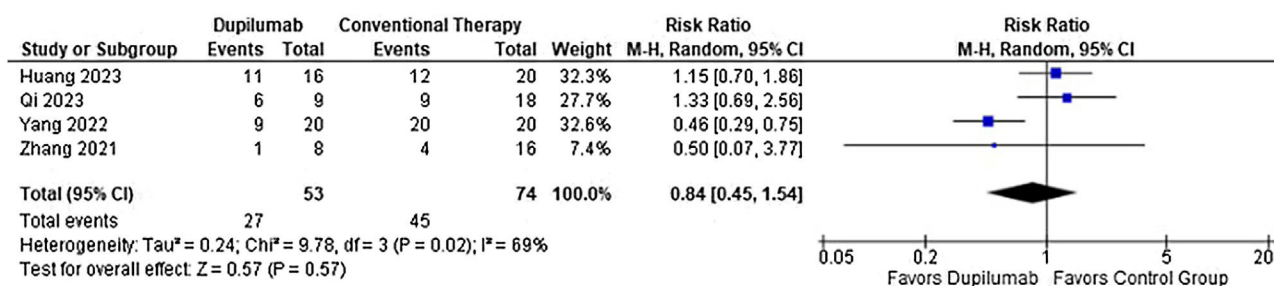 Dupilumab Conventional Therapy Risk Ratio Risk Ratio
Study or Subgroup Events Total Events Total Weight M-H, Random, 95% CI M-H, Random, 95% CI
Huang 2023 11 16 12 20 32.3% 1.15 [0.70, 1.86]
Qi 2023 6 9 9 18 27.7% 1.33 [0.69, 2.56]
Yang 2022 9 20 20 20 32.6% 0.46 [0.29, 0.75]
Zhang 2021 1 8 4 16 7.4% 0.50 [0.07, 3.77]
Total (95% CI) 53 74 100.0% 0.84 [0.45, 1.54]
Total events 27 45
Heterogeneity: Tau² = 0.24; Chi² = 9.78, df = 3 (P = 0.02); I² = 69%
Test for overall effect: Z = 0.57 (P = 0.57)
0.05 0.2 1 5 20
Favors Dupilumab Favors Control Group